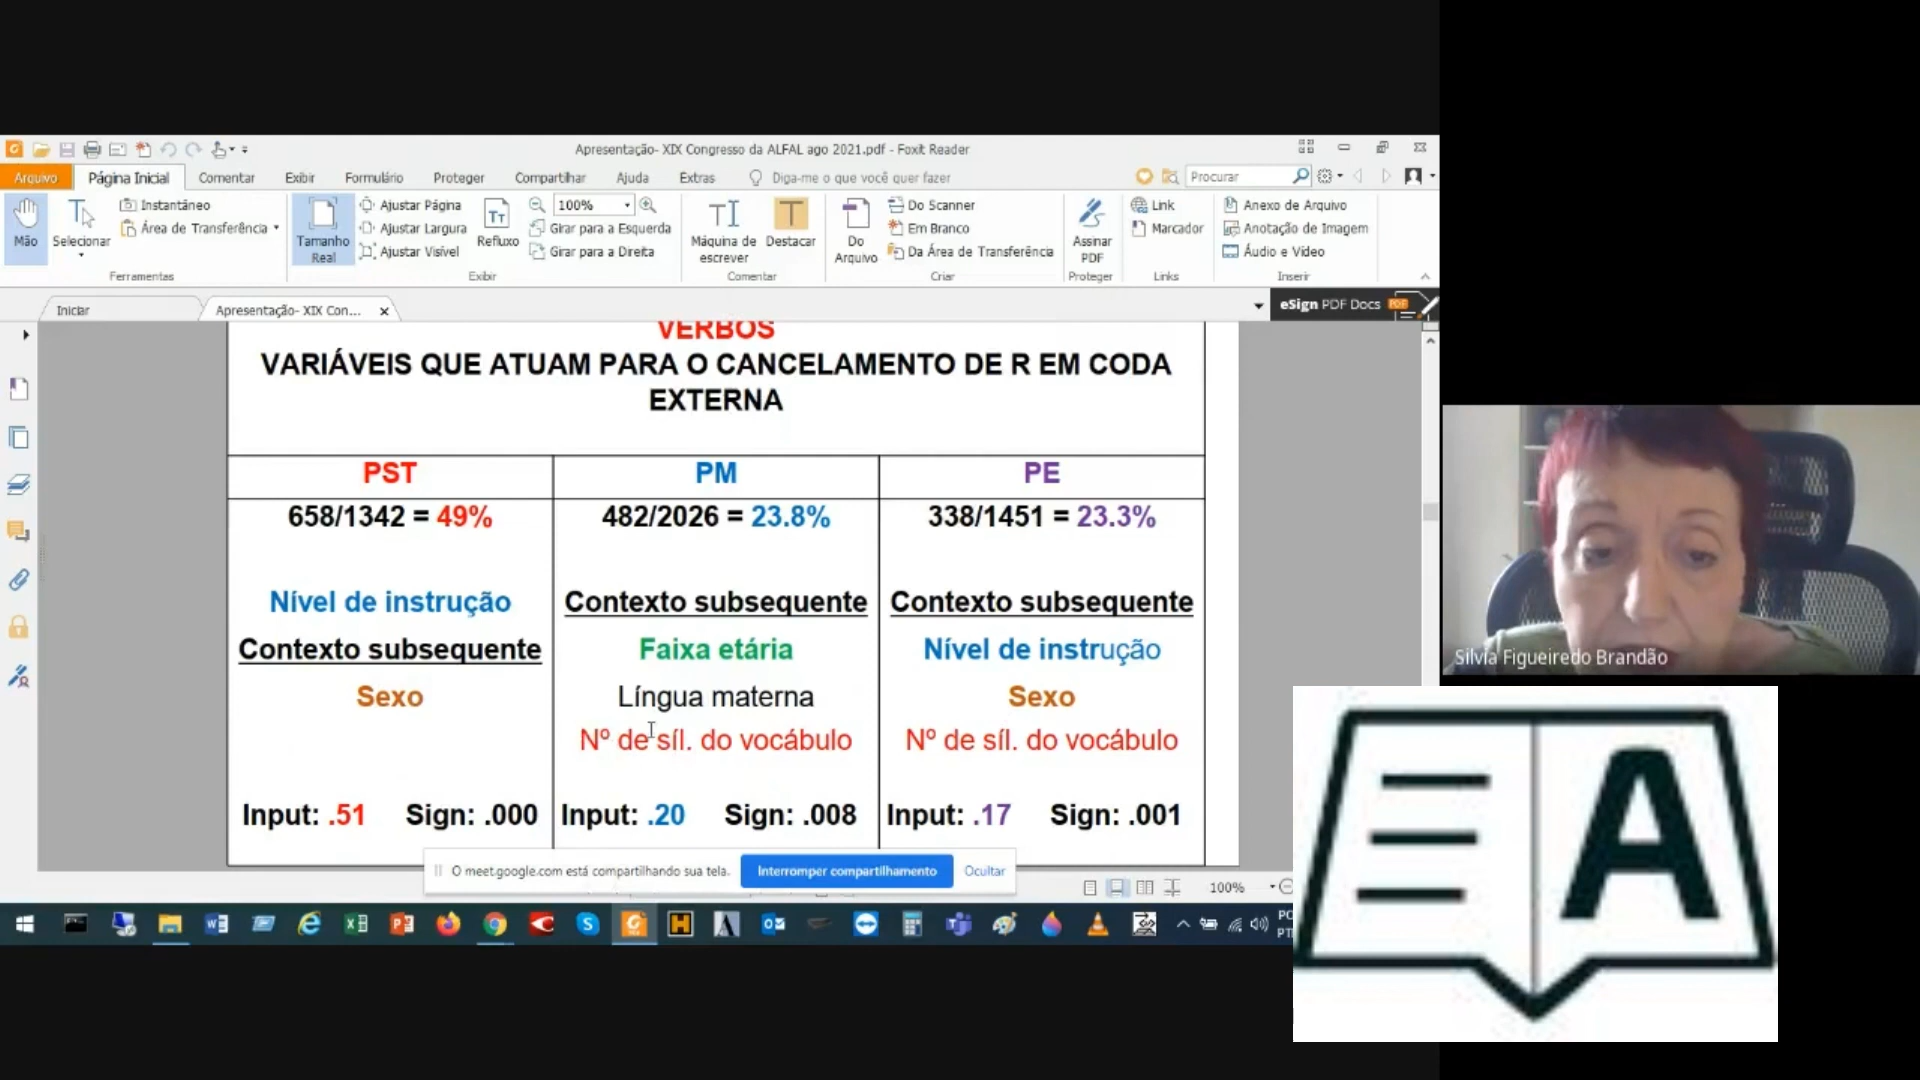 Apresentação- XIX Congresso da ALFAL ago 2021.pdf - Foxit Reader
Arquivo Página Inicial Comentar Exibir Formulário Proteger Compartilhar Ajuda Extras Diga-me o que você quer fazer Procurar
Mão
Selecionar
Instantâneo
Área de Transferência
Ferramentas
Tamanho Real
Ajustar Página
Ajustar Largura
Ajustar Visível
Refluxo
100%
Girar para a Esquerda
Girar para a Direita
Exibir
Máquina de escrever
Destacar
Comentar
Do Arquivo
Do Scanner
Em Branco
Da Área de Transferência
Criar
Assinar PDF
Proteger
Link
Marcador
Links
Anexo de Arquivo
Anotação de Imagem
Áudio e Vídeo
Inserir
Iniciar
Apresentação- XIX Con...
eSign PDF Docs
VERBOS
VARIÁVEIS QUE ATUAM PARA O CANCELAMENTO DE R EM CODA
EXTERNA
PST PM PE
658/1342 = 49% 482/2026 = 23.8% 338/1451 = 23.3%
Nível de instrução Contexto subsequente Contexto subsequente
Contexto subsequente Faixa etária Nível de instrução
Sexo Língua materna Sexo
Nº de síl. do vocábulo Nº de síl. do vocábulo
Input: .51 Sign: .000 Input: .20 Sign: .008 Input: .17 Sign: .001
O meet.google.com está compartilhando sua tela. Interromper compartilhamento Ocultar
100%
Silvia Figueiredo Brandão
A